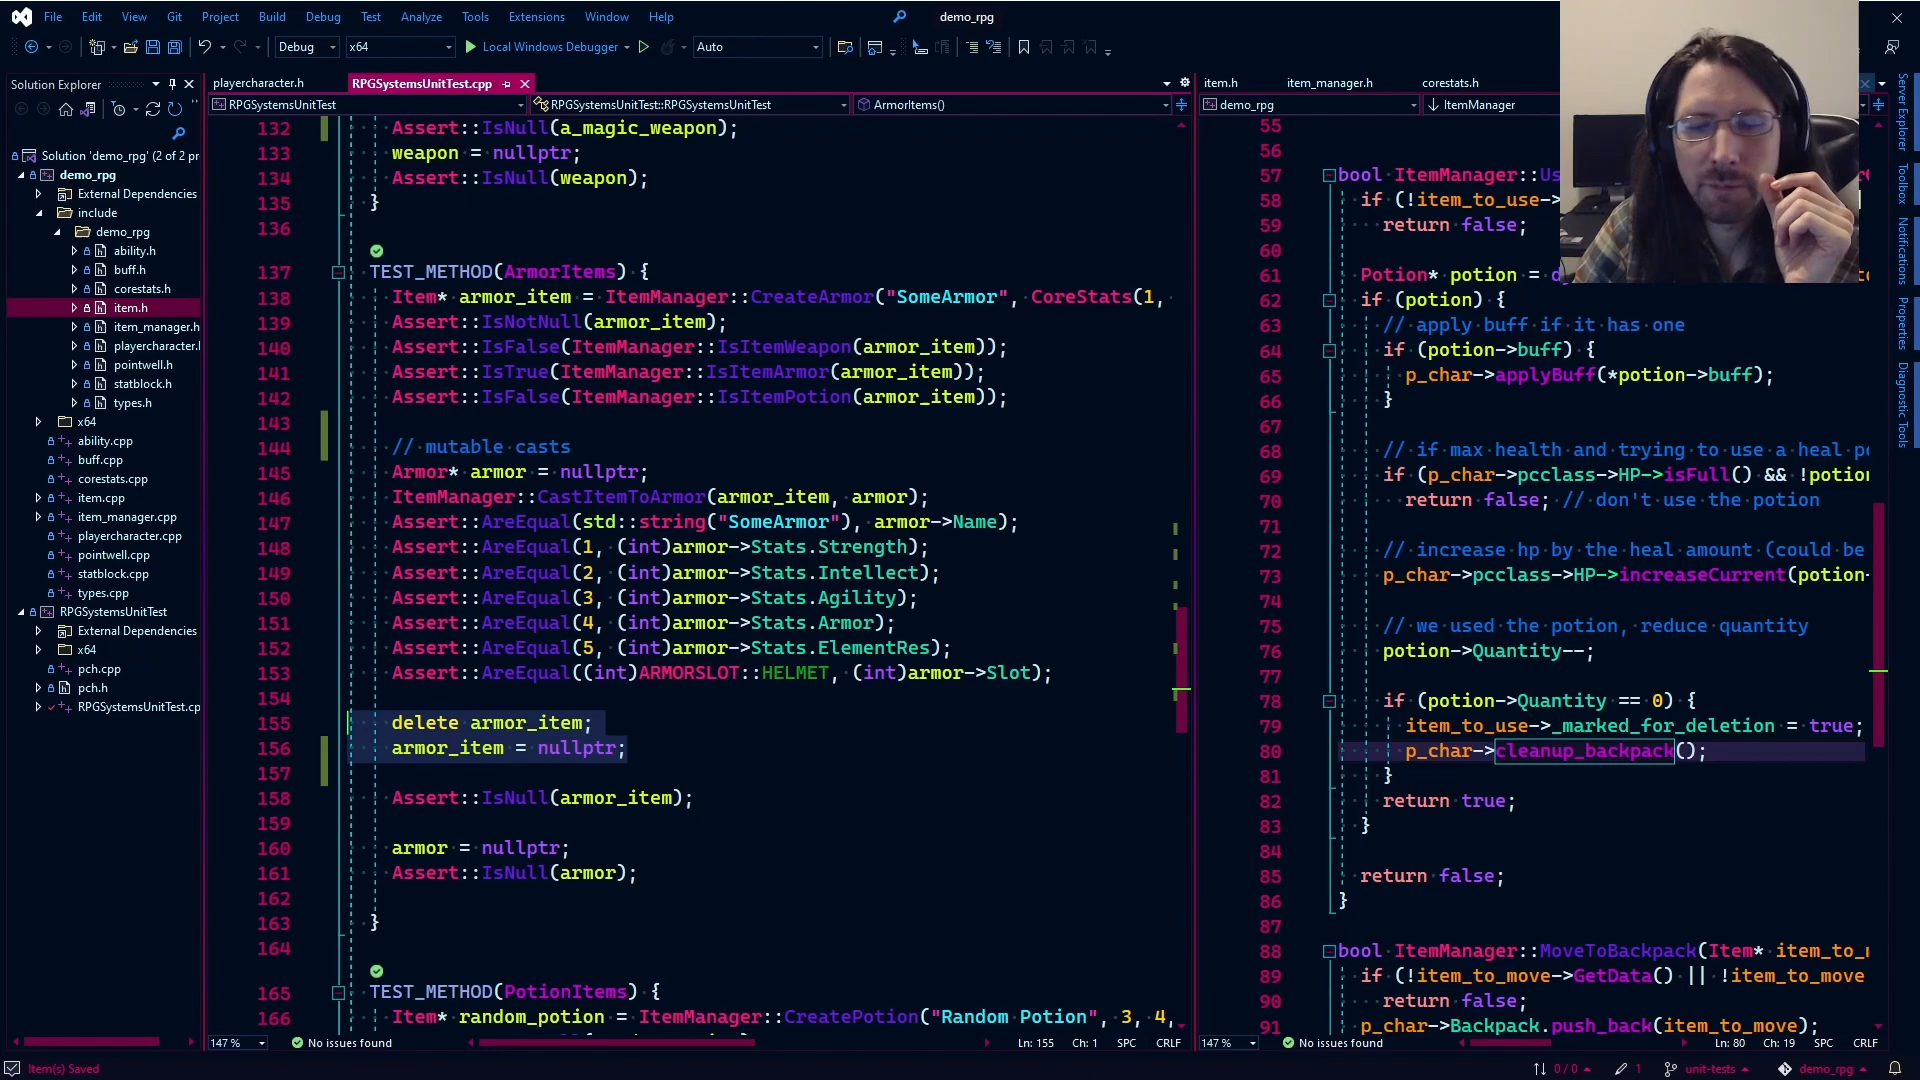 File Edit View Git Project Build Debug Test Analyze Tools Extensions Window Help demo_rpg
Debug x64 Local Windows Debugger Auto
Solution Explorer
Solution 'demo_rpg' (2 of 2 pr
demo_rpg
External Dependencies
include
demo_rpg
ability.h
buff.h
corestats.h
item.h
item_manager.h
playercharacter.l
pointwell.h
statblock.h
types.h
x64
ability.cpp
buff.cpp
corestats.cpp
item.cpp
item_manager.cpp
playercharacter.cpp
pointwell.cpp
statblock.cpp
types.cpp
RPGSystemsUnitTest
External Dependencies
x64
pch.cpp
pch.h
RPGSystemsUnitTest.cp
playercharacter.h RPGSystemsUnitTest.cpp
RPGSystemsUnitTest RPGSystemsUnitTest::RPGSystemsUnitTest ArmorItems()
132 Assert::IsNull(a_magic_weapon);
133 weapon = nullptr;
134 Assert::IsNull(weapon);
135 }
136
137 TEST_METHOD(ArmorItems) {
138 Item* armor_item = ItemManager::CreateArmor("SomeArmor", CoreStats(1,
139 Assert::IsNotNull(armor_item);
140 Assert::IsFalse(ItemManager::IsItemWeapon(armor_item));
141 Assert::IsTrue(ItemManager::IsItemArmor(armor_item));
142 Assert::IsFalse(ItemManager::IsItemPotion(armor_item));
143
144 // mutable casts
145 Armor* armor = nullptr;
146 ItemManager::CastItemToArmor(armor_item, armor);
147 Assert::AreEqual(std::string("SomeArmor"), armor->Name);
148 Assert::AreEqual(1, (int)armor->Stats.Strength);
149 Assert::AreEqual(2, (int)armor->Stats.Intellect);
150 Assert::AreEqual(3, (int)armor->Stats.Agility);
151 Assert::AreEqual(4, (int)armor->Stats.Armor);
152 Assert::AreEqual(5, (int)armor->Stats.ElementRes);
153 Assert::AreEqual((int)ARMORSLOT::HELMET, (int)armor->Slot);
154
155 delete armor_item;
156 armor_item = nullptr;
157
158 Assert::IsNull(armor_item);
159
160 armor = nullptr;
161 Assert::IsNull(armor);
162
163 }
164
165 TEST_METHOD(PotionItems) {
166 Item* random_potion = ItemManager::CreatePotion("Random Potion", 3, 4,
147 % No issues found Ln: 155 Ch: 1 SPC CRLF
item.h item_manager.h corestats.h
demo_rpg ItemManager
55
56
57 bool ItemManager::Us
58 if (!item_to_use->
59 return false;
60
61 Potion* potion = d
62 if (potion) {
63 // apply buff if it has one
64 if (potion->buff) {
65 p_char->applyBuff(*potion->buff);
66 }
67
68 // if max health and trying to use a heal po
69 if (p_char->pcclass->HP->isFull() && !potion
70 return false; // don't use the potion
71
72 // increase hp by the heal amount (could be
73 p_char->pcclass->HP->increaseCurrent(potion-
74
75 // we used the potion, reduce quantity
76 potion->Quantity--;
77
78 if (potion->Quantity == 0) {
79 item_to_use->_marked_for_deletion = true;
80 p_char->cleanup_backpack();
81 }
82 return true;
83 }
84
85 return false;
86 }
87
88 bool ItemManager::MoveToBackpack(Item* item_to_m
89 if (!item_to_move->GetData() || !item_to_move
90 return false;
91 p_char->Backpack.push_back(item_to_move);
147 % No issues found Ln: 80 Ch: 19 SPC CRLF
Server Explorer
Toolbox
Notifications
Properties
Diagnostic Tools
Item(s) Saved 0 / 0 1 unit-tests demo_rpg